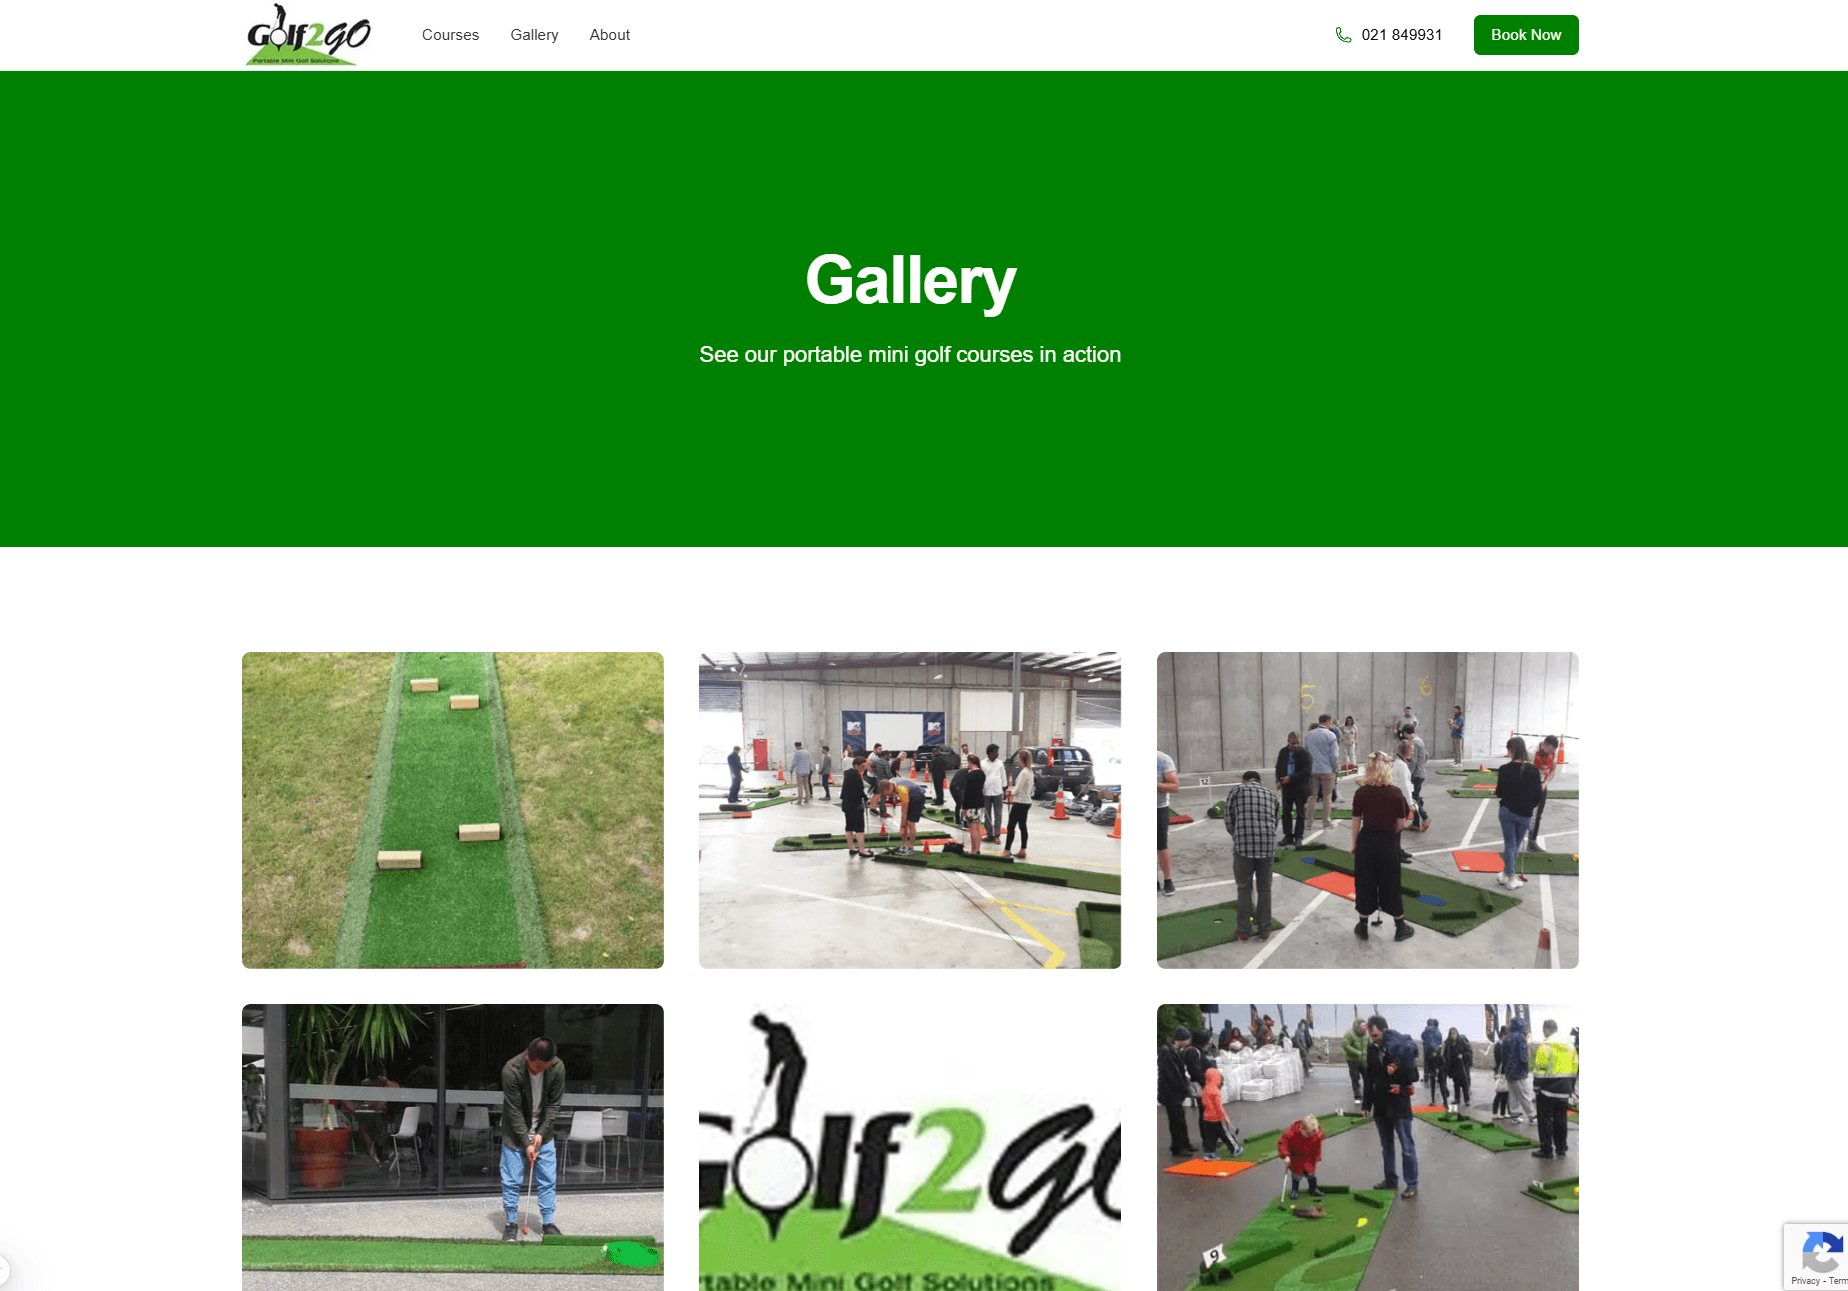 Golf2GO
Portable Mini Golf Solutions
Courses
Gallery
About
021 849931
Book Now
Gallery
See our portable mini golf courses in action
5
6
12
Golf2GO
rtable Mini Golf Solutions
9
Privacy - Term